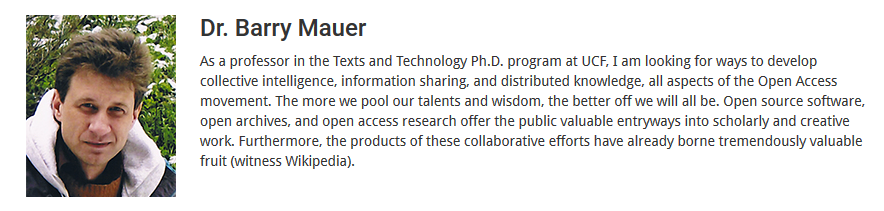 Dr. Barry Mauer
As a professor in the Texts and Technology Ph.D. program at UCF, I am looking for ways to develop
collective intelligence, information sharing, and distributed knowledge, all aspects of the Open Access
movement. The more we pool our talents and wisdom, the better off we will all be. Open source software,
open archives, and open access research offer the public valuable entryways into scholarly and creative
work. Furthermore, the products of these collaborative efforts have already borne tremendously valuable
fruit (witness Wikipedia).